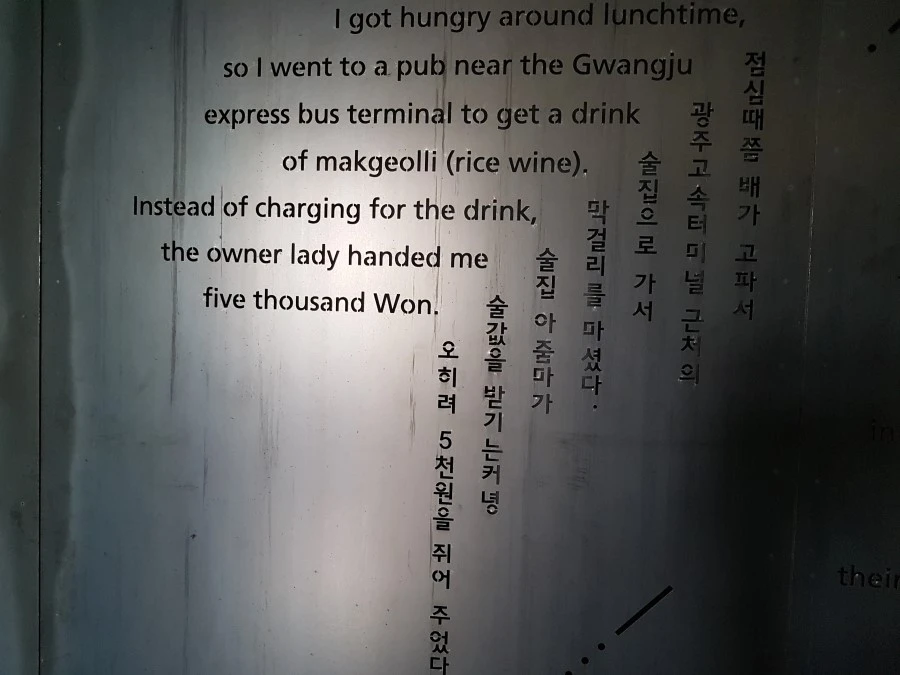 I got hungry around lunchtime,
so I went to a pub near the Gwangju
express bus terminal to get a drink
of makgeolli (rice wine).
Instead of charging for the drink,
the owner lady handed me
five thousand Won.
점심때쯤 배가 고파서
광주고속터미널 근처의
술집으로 가서
막걸리를 마셨다.
술집 아줌마가
술값을 받기는커녕
오히려 5천원을 쥐어 주었다
in
their